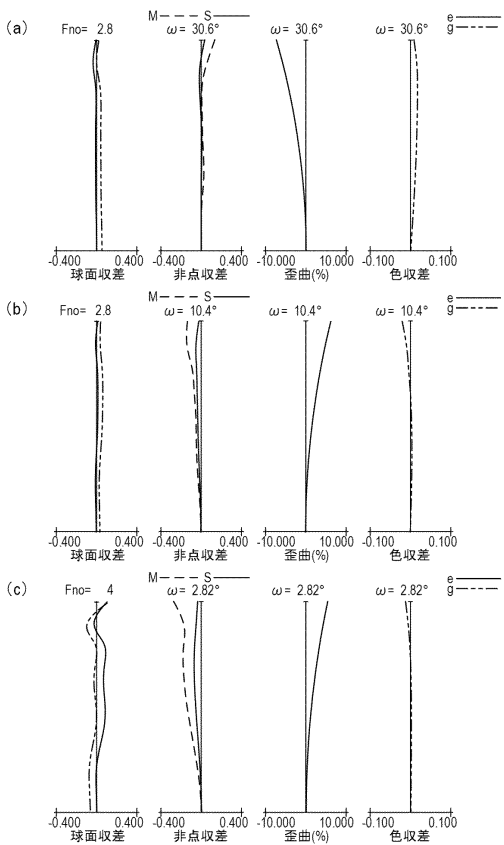 (a)
Fno= 2.8
M S
ω= 30.6°
30.6°
30.6°
e
g
-0.400 0.400
球面収差
-0.400 0.400
非点収差
-10.000 10.000
歪曲(%)
-0.100 0.100
色収差
(b)
Fno= 2.8
M S
ω= 10.4°
ω= 10.4°
ω= 10.4°
e
g
-0.400 0.400
球面収差
-0.400 0.400
非点収差
-10.000 10.000
歪曲(%)
-0.100 0.100
色収差
(c)
Fno= 4
M S
ω= 2.82°
ω= 2.82°
ω= 2.82°
e
g
-0.400 0.400
球面収差
-0.400 0.400
非点収差
-10.000 10.000
歪曲(%)
-0.100 0.100
色収差